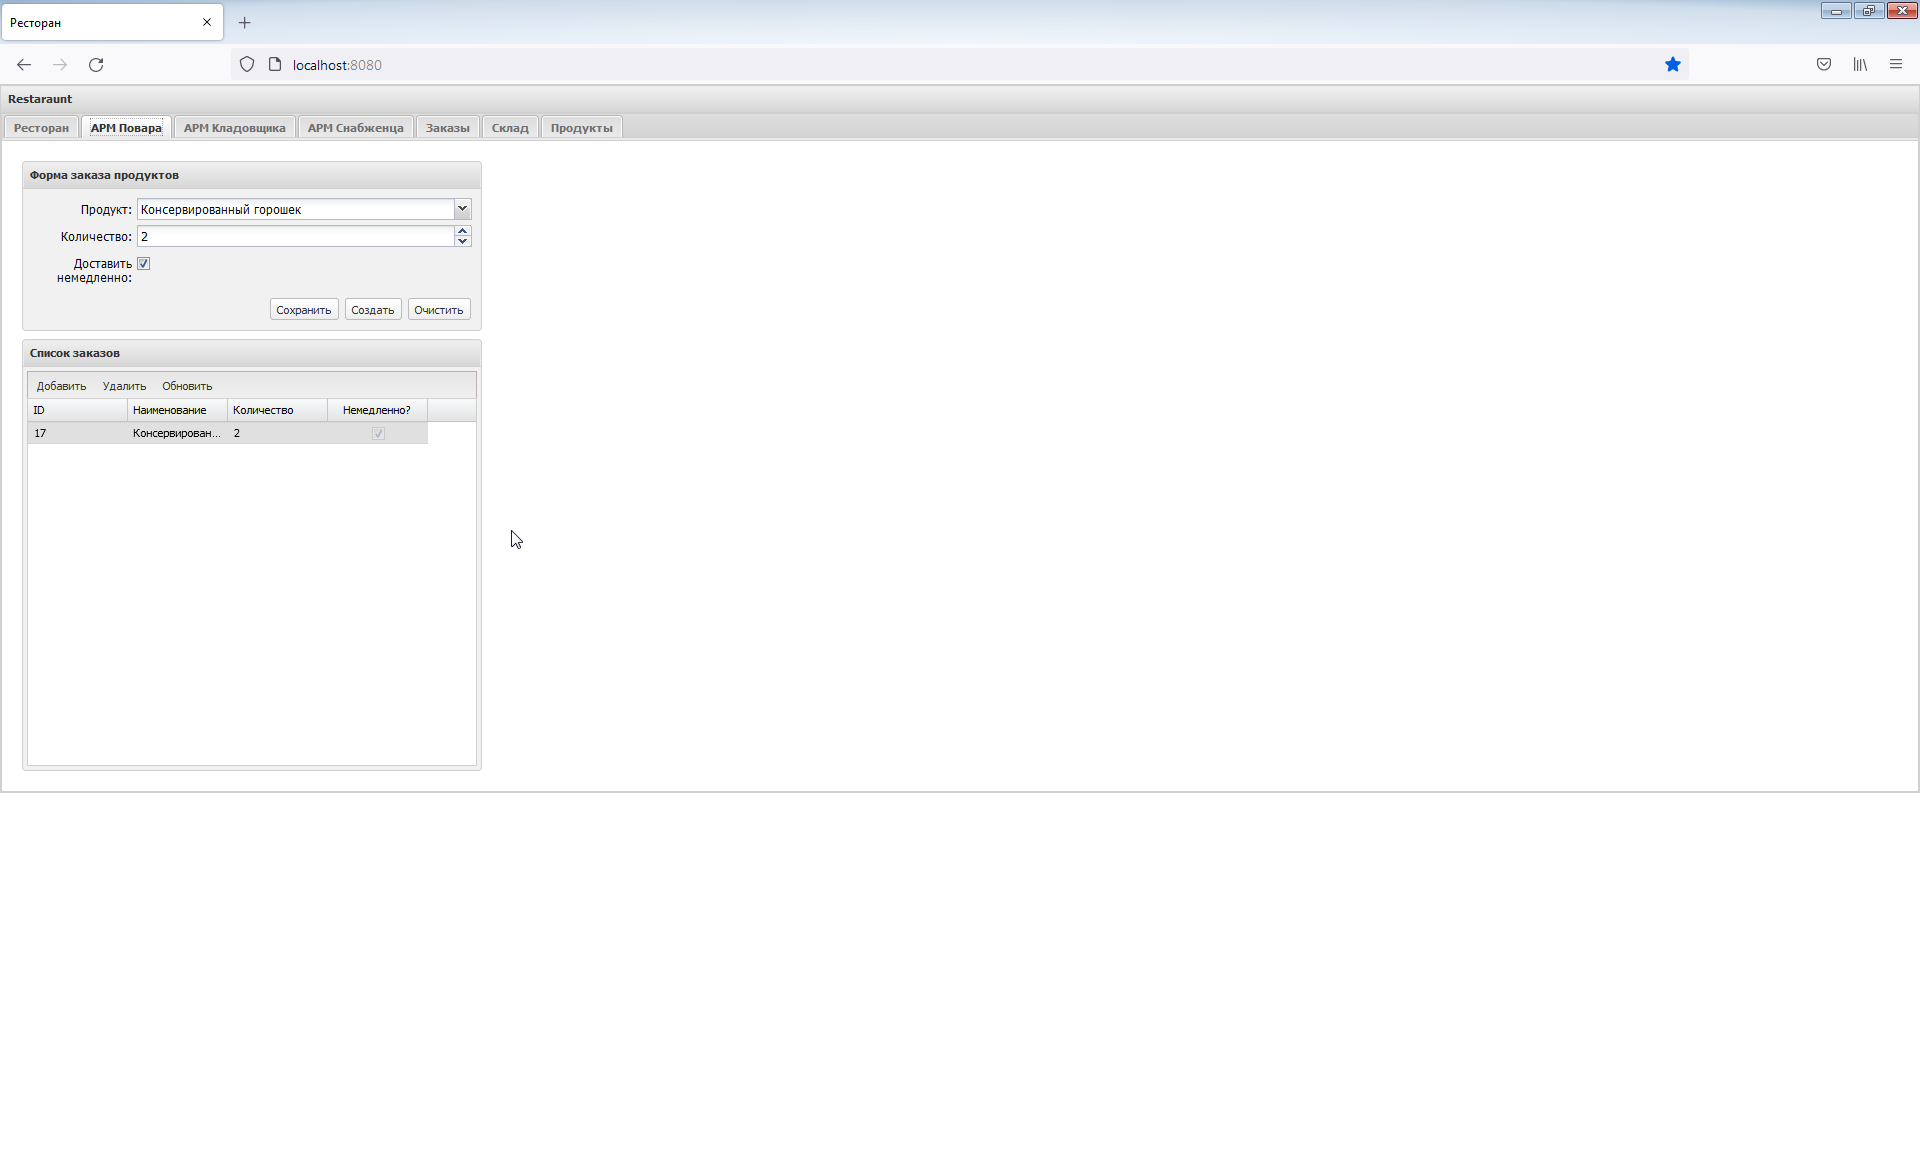 Ресторан
localhost:8080
Restaraunt
Ресторан АРМ Повара АРМ Кладовщика АРМ Снабженца Заказы Склад Продукты
Форма заказа продуктов
Продукт: Консервированный горошек
Количество: 2
Доставить
немедленно:
Сохранить Создать Очистить
Список заказов
Добавить Удалить Обновить
ID Наименование Количество Немедленно?
17 Консервирован... 2